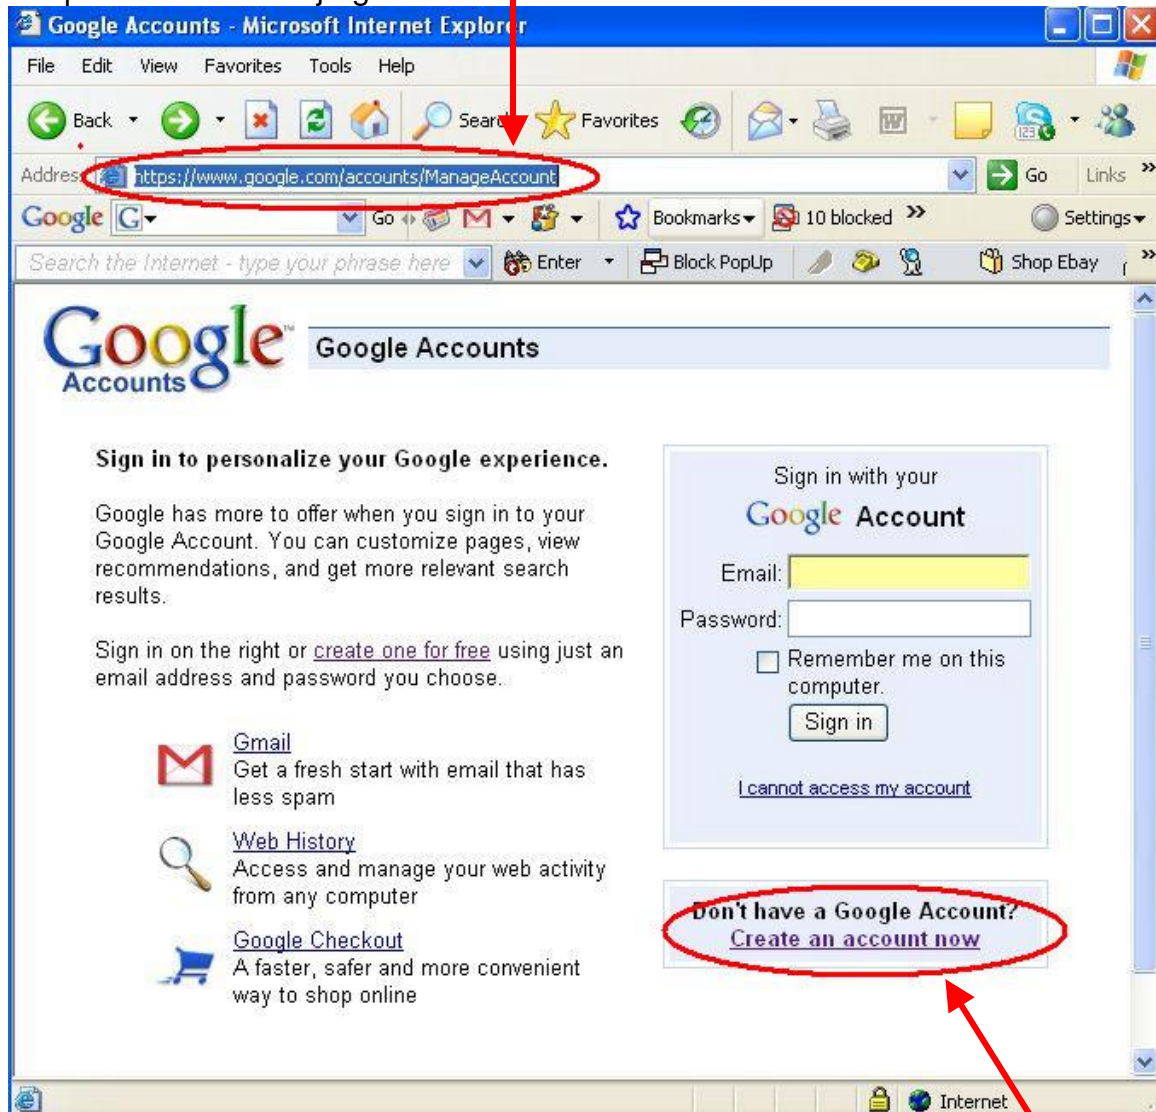 Google Accounts - Microsoft Internet Explorer
File Edit View Favorites Tools Help
Back Search Favorites
Address https://www.google.com/accounts/ManageAccount Go Links »
Google G Go Bookmarks 10 blocked » Settings
Search the Internet - type your phrase here Enter Block PopUp Shop Ebay »
Google™ Accounts
Google Accounts
Sign in to personalize your Google experience.
Google has more to offer when you sign in to your
Google Account. You can customize pages, view
recommendations, and get more relevant search
results.
Sign in on the right or create one for free using just an
email address and password you choose.
Gmail
Get a fresh start with email that has
less spam
Web History
Access and manage your web activity
from any computer
Google Checkout
A faster, safer and more convenient
way to shop online
Sign in with your
Google Account
Email:
Password:
Remember me on this
computer.
Sign in
I cannot access my account
Don't have a Google Account?
Create an account now
Internet